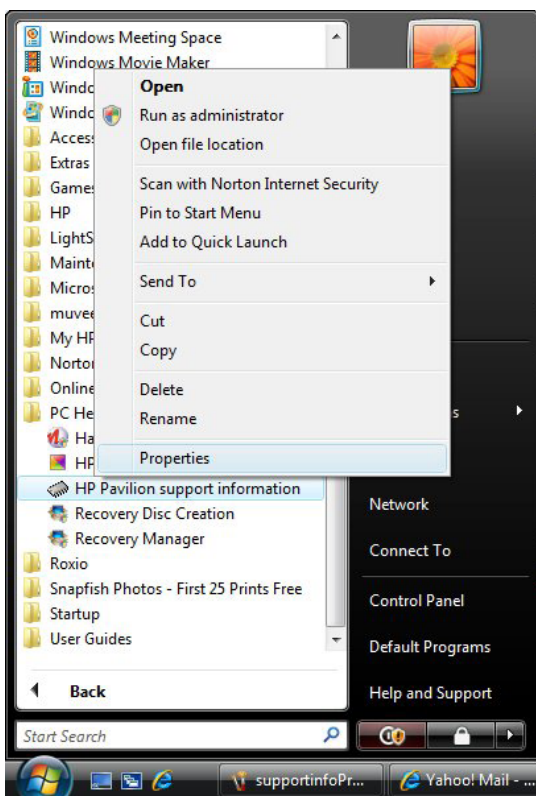 Windows Meeting Space
Windows Movie Maker
Windo
Windo
Access
Extras
Games
HP
LightS
Mainte
Micros
muvee
My HP
Norton
Online
PC He
Ha
HP
HP Pavilion support information
Recovery Disc Creation
Recovery Manager
Roxio
Snapfish Photos - First 25 Prints Free
Startup
User Guides
Back
Start Search
Open
Run as administrator
Open file location
Scan with Norton Internet Security
Pin to Start Menu
Add to Quick Launch
Send To
Cut
Copy
Delete
Rename
Properties
s
Network
Connect To
Control Panel
Default Programs
Help and Support
supportinfoPr...
Yahoo! Mail - ...